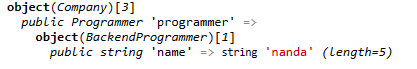 object(Company)[3]
public Programmer 'programmer' =>
object(BackendProgrammer)[1]
public string 'name' => string 'nanda' (length=5)